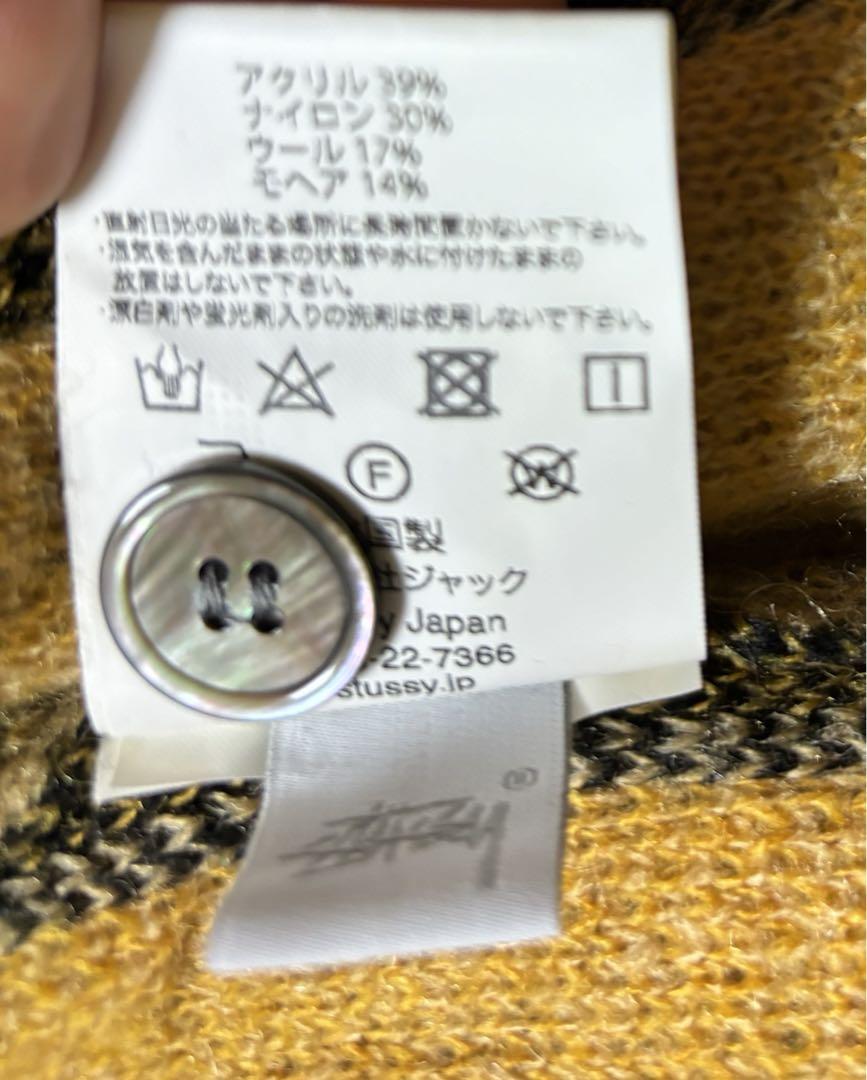 アクリル 39%
ナイロン 30%
ウール 17%
モヘア 14%
・直射日光の当たる場所に長時間置かないで下さい。
・湿気を含んだままの状態や水に付けたままの
放置はしないで下さい。
・漂白剤や蛍光剤入りの洗剤は使用しないで下さい。
F
W
国製
社ジャック
y Japan
-22-7366
stussy.jp
®